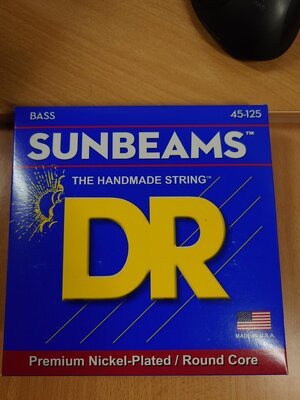 BASS 45-125
SUNBEAMS™
THE HANDMADE STRING™
DR
MADE IN U.S.A.
Premium Nickel-Plated / Round Core